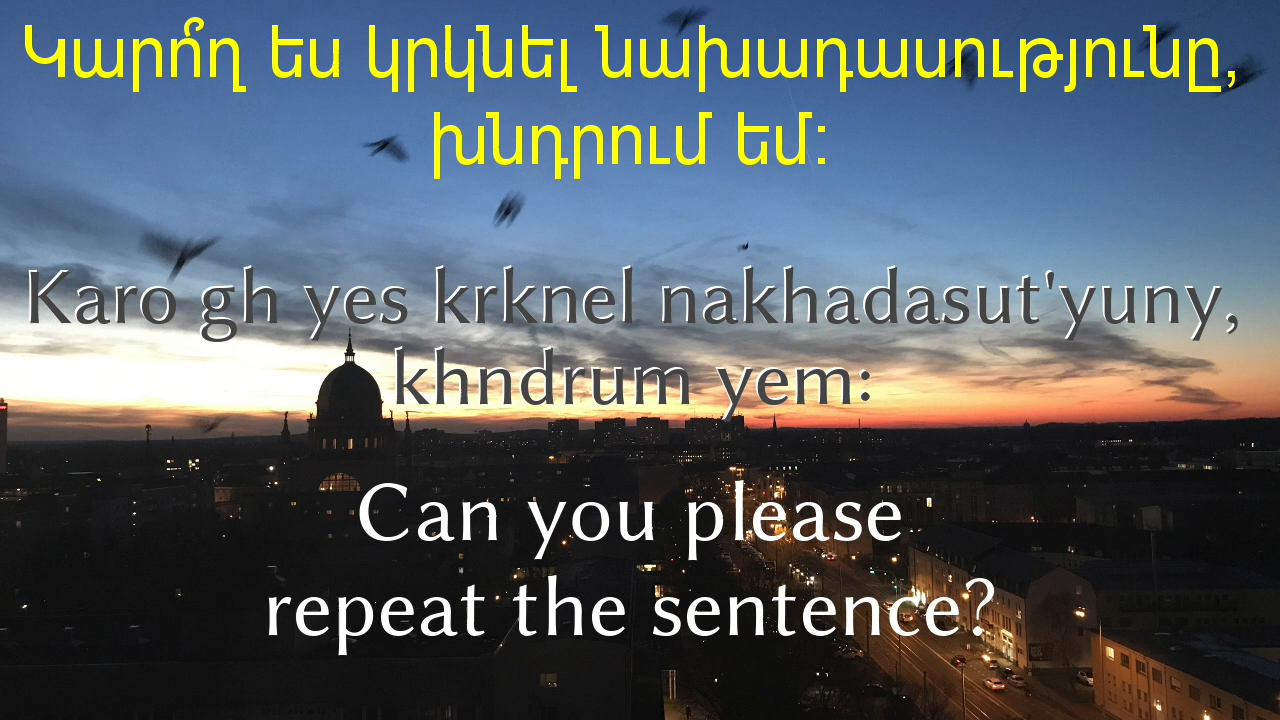 Կարո՞ղ ես կրկնել նախադասությունը,
խնդրում եմ:
Karo gh yes krknel nakhadasut'yuny,
khndrum yem:
Can you please
repeat the sentence?